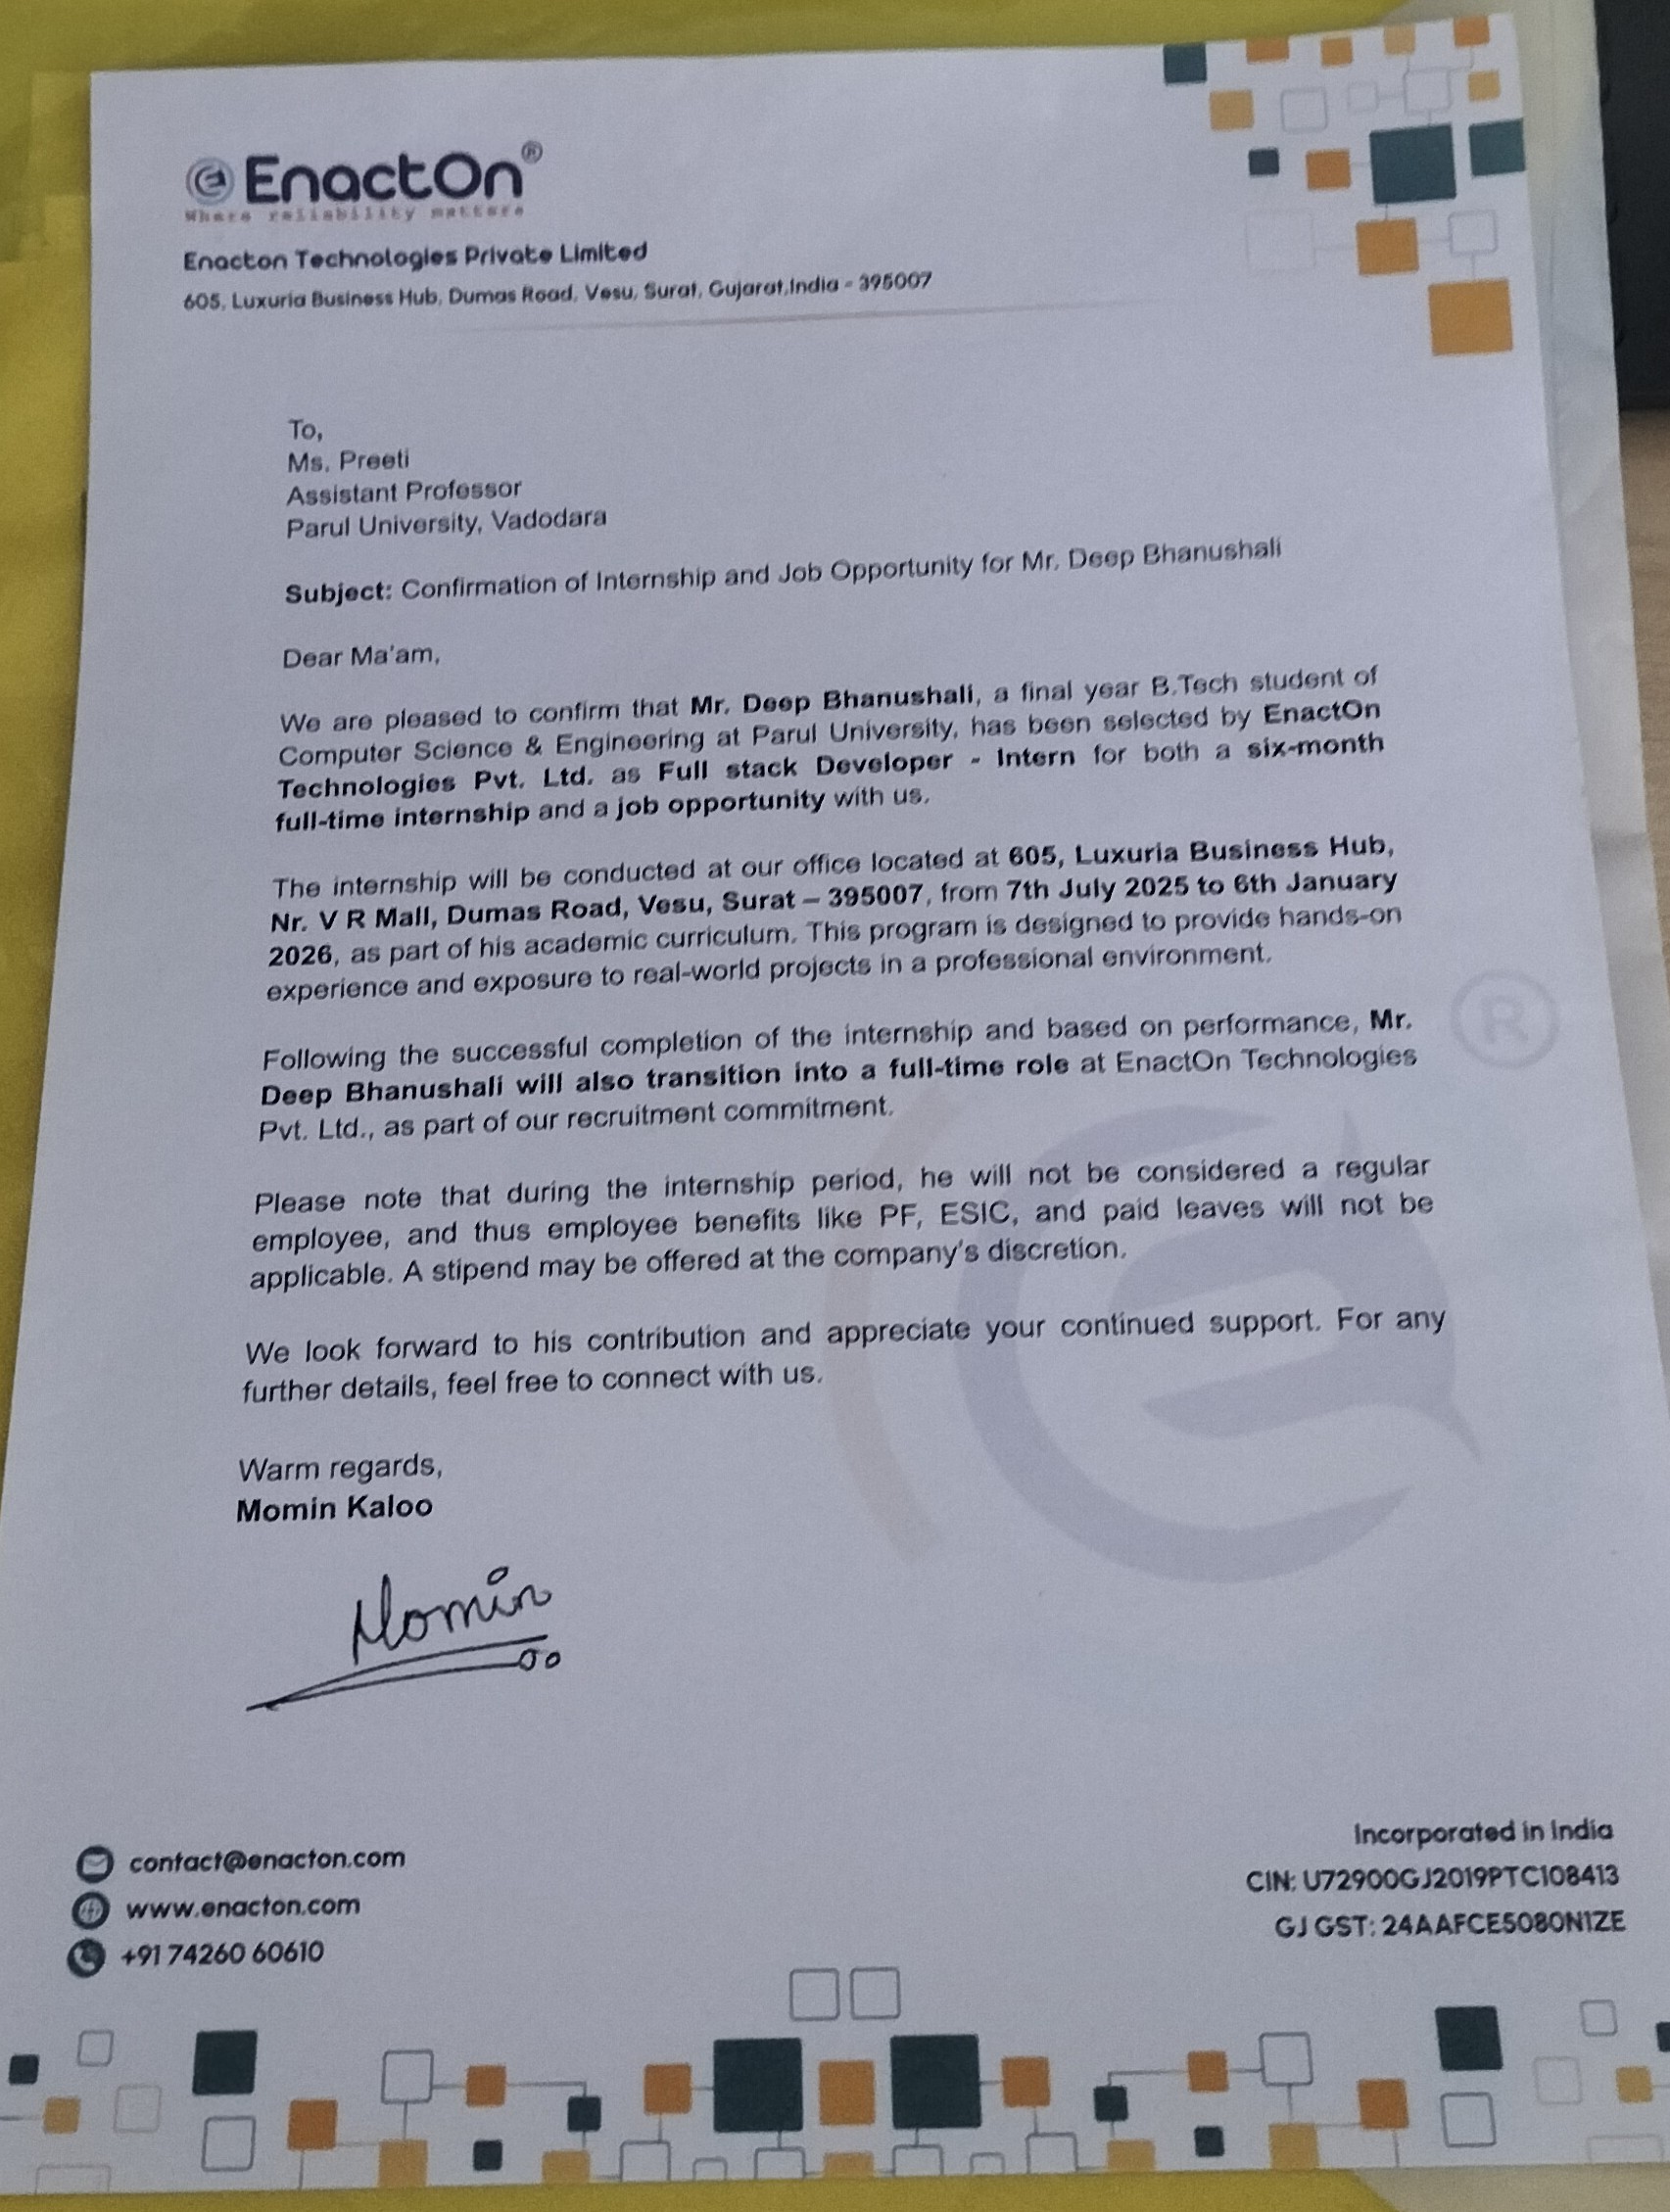 EnactOn®
Where reliability matters
Enacton Technologies Private Limited
605, Luxuria Business Hub, Dumas Road, Vesu, Surat, Gujarat,India - 395007
To,
Ms. Preeti
Assistant Professor
Parul University, Vadodara
Subject: Confirmation of Internship and Job Opportunity for Mr. Deep Bhanushali
Dear Ma'am,
We are pleased to confirm that Mr. Deep Bhanushali, a final year B.Tech student of
Computer Science & Engineering at Parul University, has been selected by EnactOn
Technologies Pvt. Ltd. as Full stack Developer - Intern for both a six-month
full-time internship and a job opportunity with us.
The internship will be conducted at our office located at 605, Luxuria Business Hub,
Nr. V R Mall, Dumas Road, Vesu, Surat – 395007, from 7th July 2025 to 6th January
2026, as part of his academic curriculum. This program is designed to provide hands-on
experience and exposure to real-world projects in a professional environment.
Following the successful completion of the internship and based on performance, Mr.
Deep Bhanushali will also transition into a full-time role at EnactOn Technologies
Pvt. Ltd., as part of our recruitment commitment.
Please note that during the internship period, he will not be considered a regular
employee, and thus employee benefits like PF, ESIC, and paid leaves will not be
applicable. A stipend may be offered at the company's discretion.
We look forward to his contribution and appreciate your continued support. For any
further details, feel free to connect with us.
Warm regards,
Momin Kaloo
Momin
contact@enacton.com
www.enacton.com
+91 74260 60610
Incorporated in India
CIN: U72900GJ2019PTC108413
GJ GST: 24AAFCE5080N1ZE
®